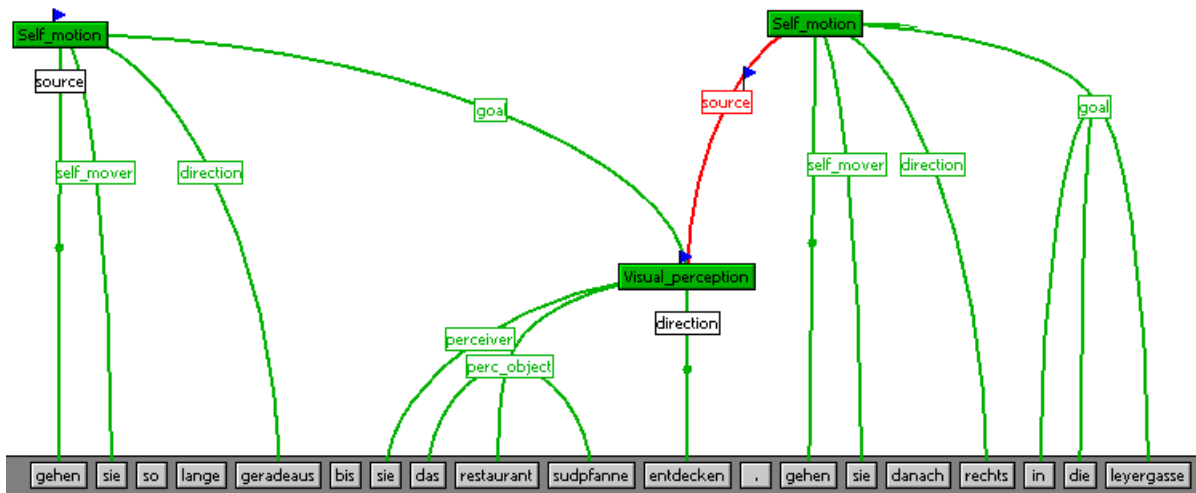 Self_motion Self_motion
source source goal
goal
self_mover direction self_mover direction
Visual_perception
direction
perceiver
perc_object
gehen sie so lange geradeaus bis sie das restaurant sudpfanne entdecken . gehen sie danach rechts in die leyergasse